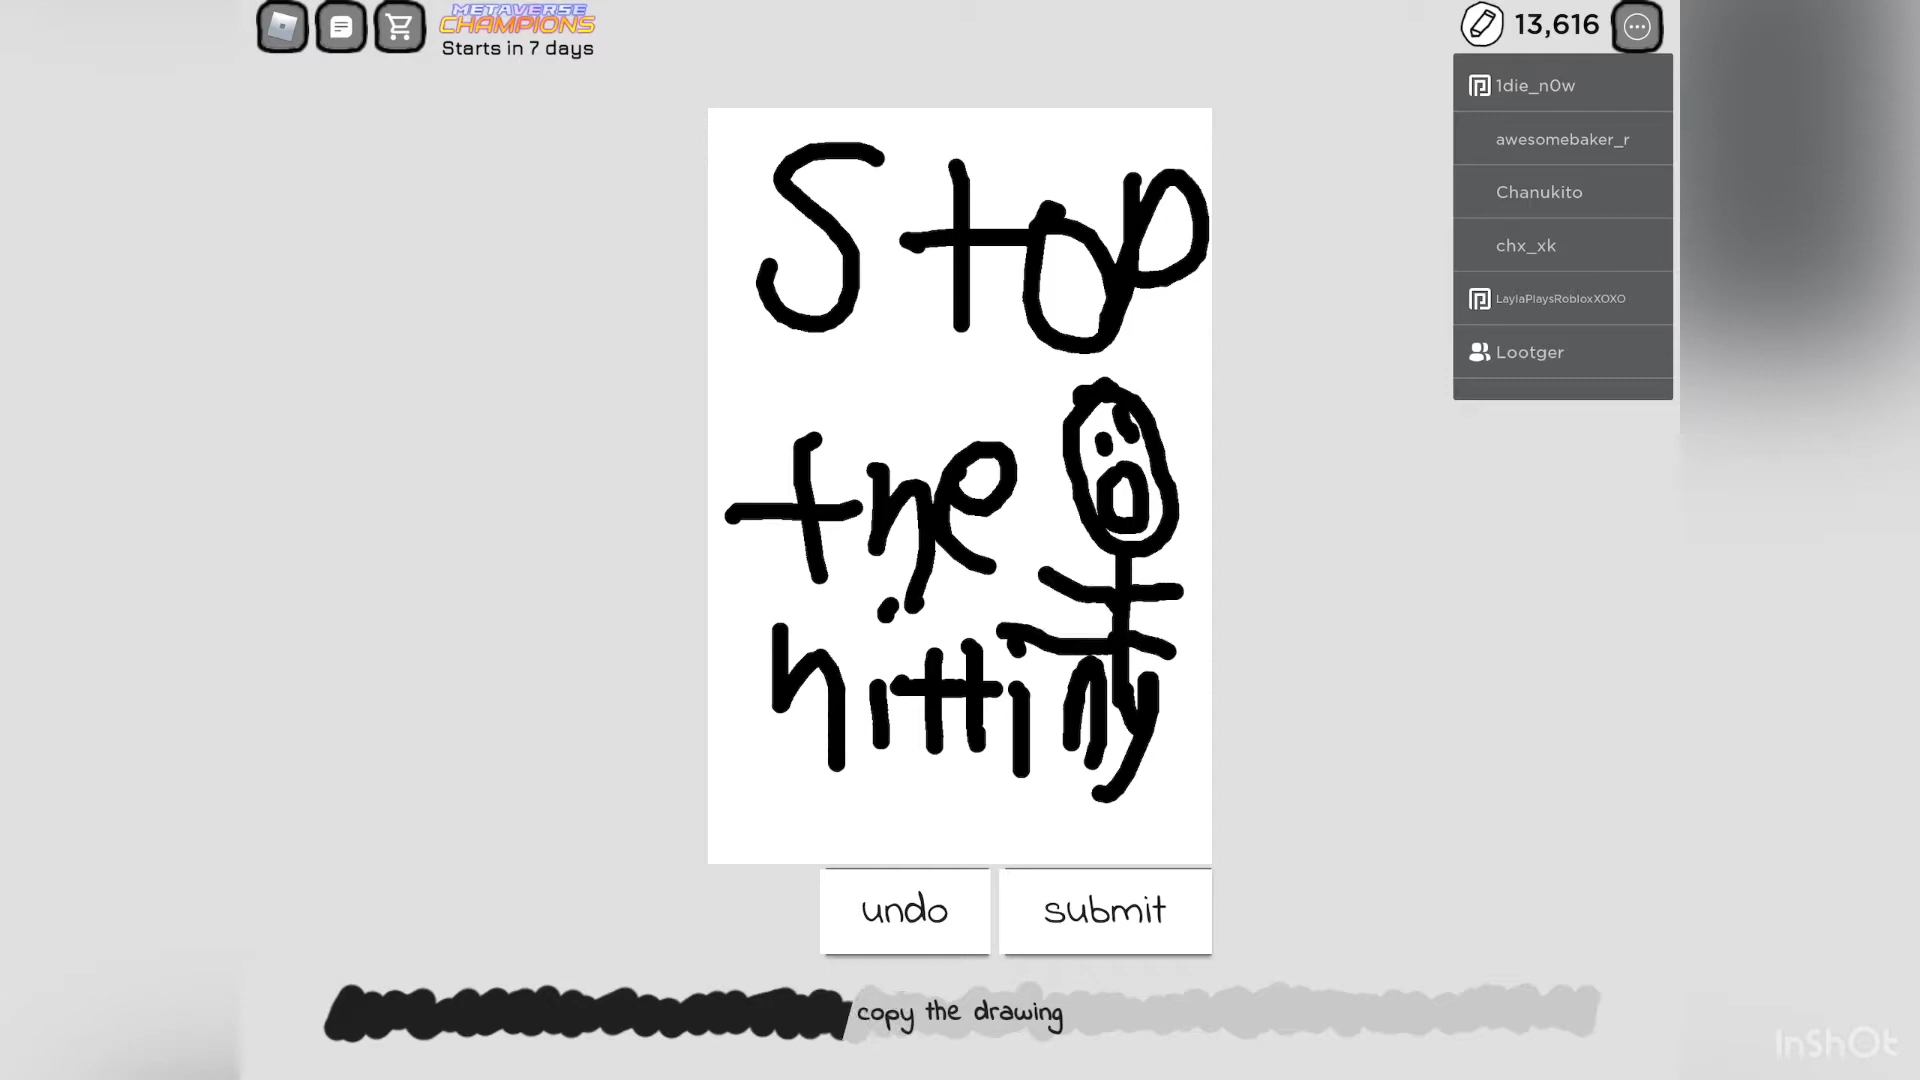 METAVERSE
CHAMPIONS
Starts in 7 days
13,616
1die_n0w
awesomebaker_r
Chanukito
chx_xk
LaylaPlaysRobloxXOXO
Lootger
Stop
the
hitting
undo
submit
copy the drawing
InShOt